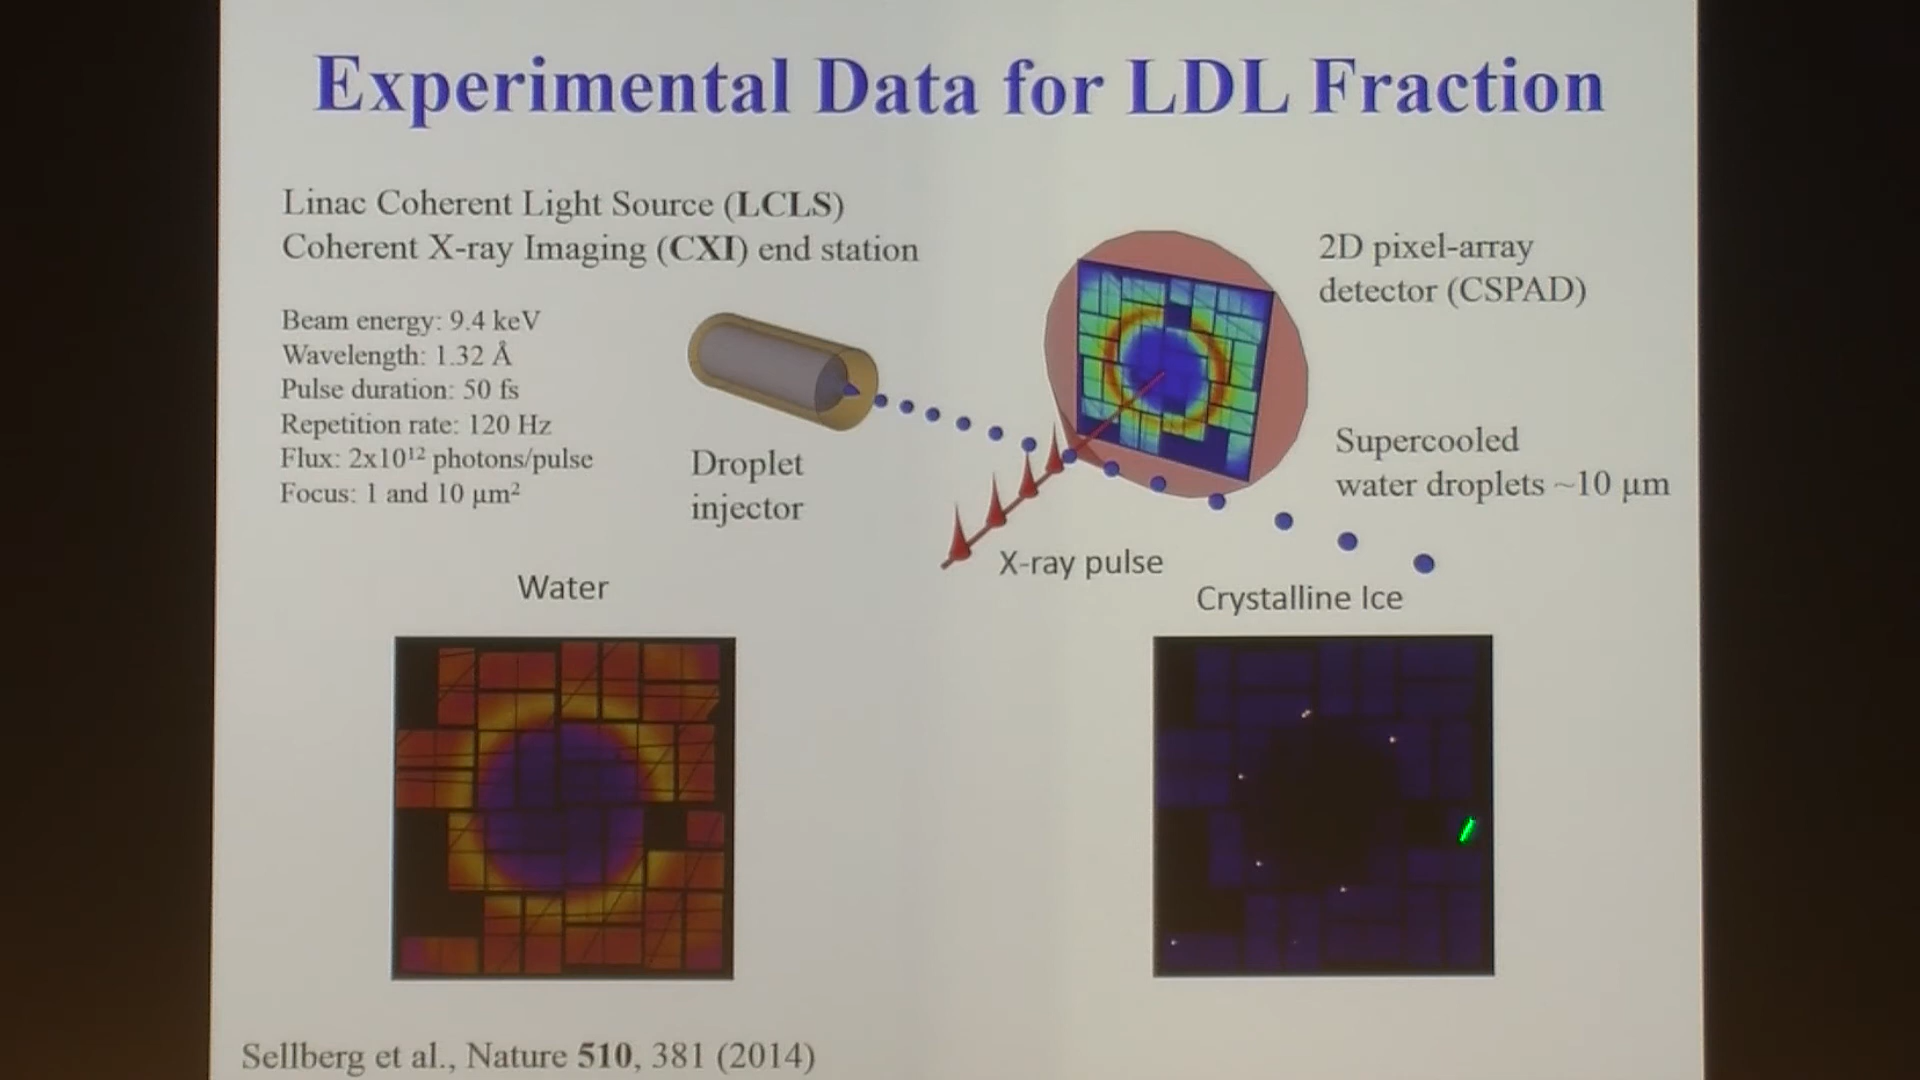 Experimental Data for LDL Fraction
Linac Coherent Light Source (LCLS)
Coherent X-ray Imaging (CXI) end station
2D pixel-array
detector (CSPAD)
Beam energy: 9.4 keV
Wavelength: 1.32 Å
Pulse duration: 50 fs
Repetition rate: 120 Hz
Flux: 2x10¹² photons/pulse
Focus: 1 and 10 µm²
Droplet
injector
Supercooled
water droplets ~10 µm
X-ray pulse
Water
Crystalline Ice
Sellberg et al., Nature 510, 381 (2014)